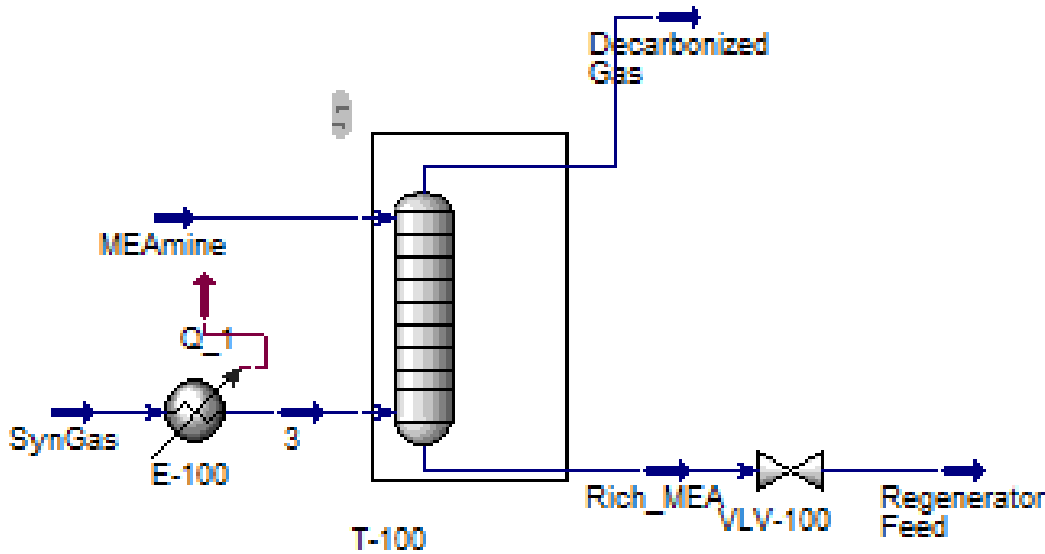 Decarbonized
Gas
MEAmine
Q_1
SynGas
3
E-100
Rich_MEA
VLV-100
Regenerator
Feed
T-100